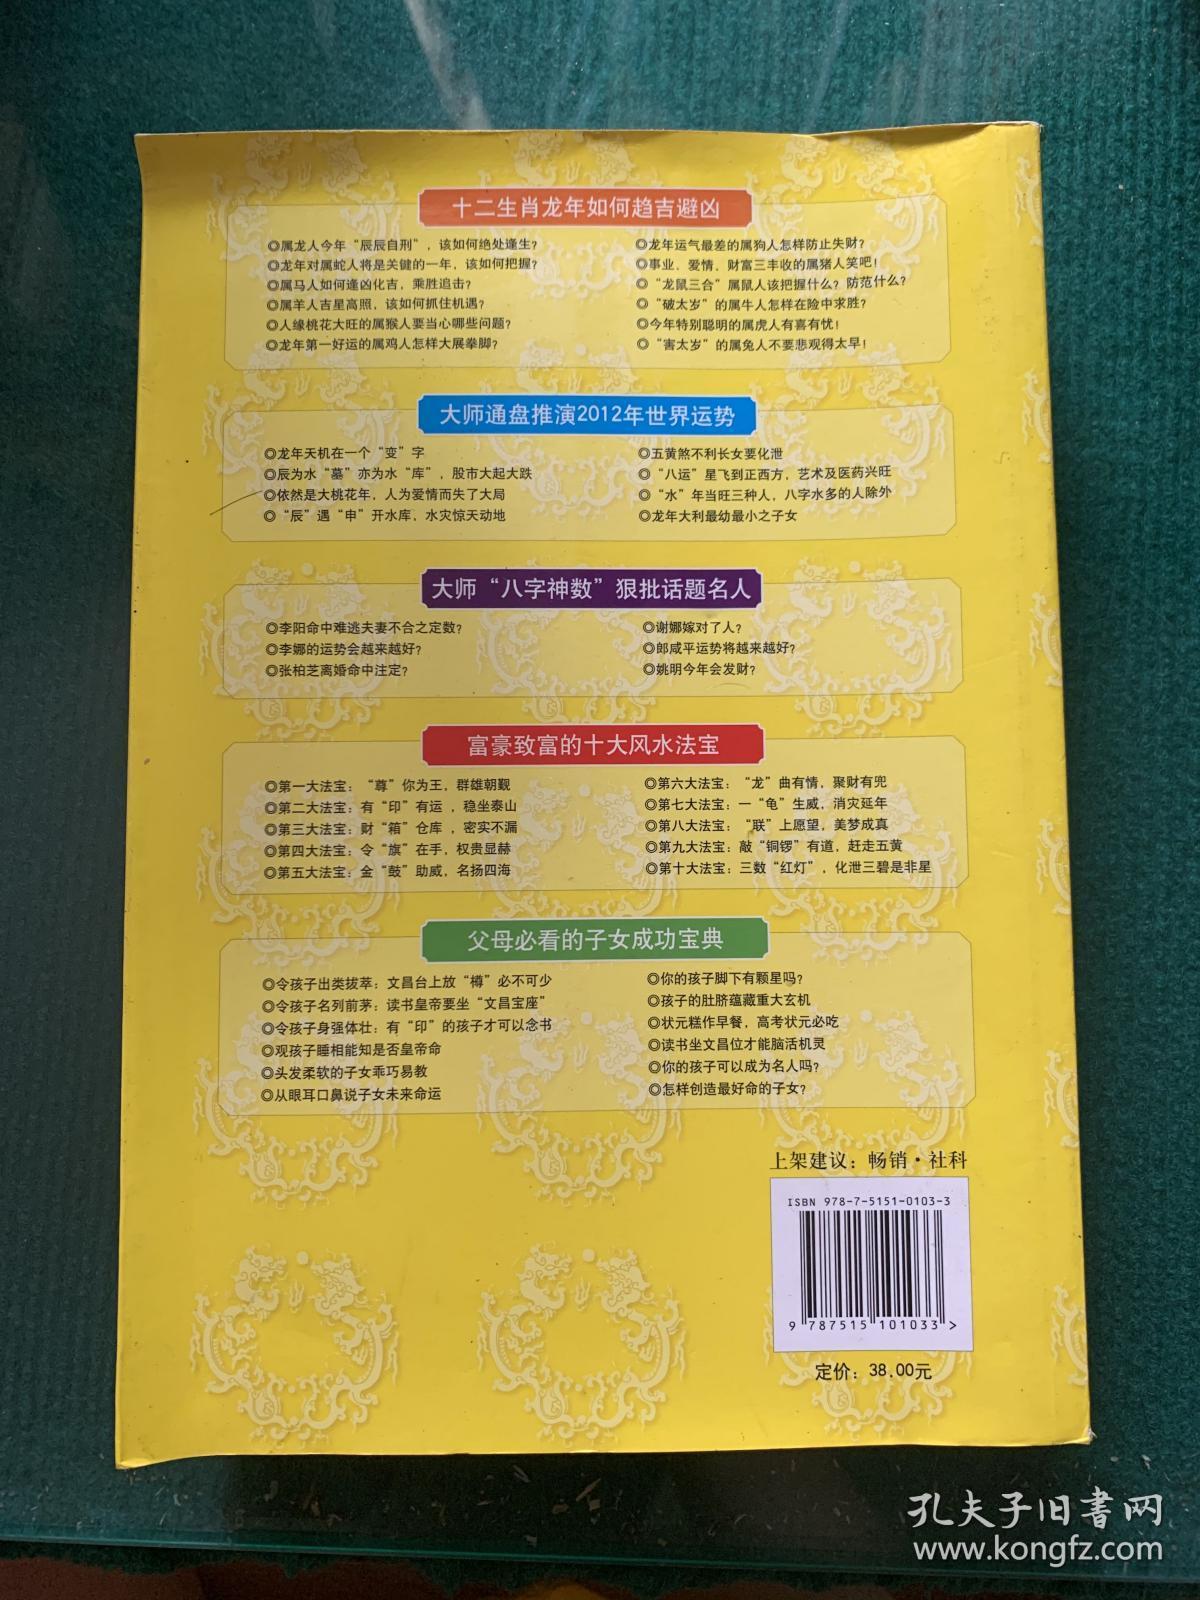 十二生肖龙年如何趋吉避凶
◎属龙人今年“辰辰自刑”，该如何绝处逢生？
◎龙年对属蛇人将是关键的一年，该如何把握？
◎属马人如何逢凶化吉，乘胜追击？
◎属羊人吉星高照，该如何抓住机遇？
◎人缘桃花大旺的属猴人要当心哪些问题？
◎龙年第一好运的属鸡人怎样大展拳脚？
◎龙年运气最差的属狗人怎样防止失财？
◎事业、爱情、财富三丰收的属猪人笑吧！
◎“龙鼠三合”属鼠人该把握什么？防范什么？
◎“破太岁”的属牛人怎样在险中求胜？
◎今年特别聪明的属虎人有喜有忧！
◎“害太岁”的属兔人不要悲观得太早！
大师通盘推演2012年世界运势
◎龙年天机在一个“变”字
◎辰为水“墓”亦为水“库”，股市大起大跌
◎依然是大桃花年，人为爱情而失了大局
◎“辰”遇“申”开水库，水灾惊天动地
◎五黄煞不利长女要化泄
◎“八运”星飞到正西方，艺术及医药兴旺
◎“水”年当旺三种人，八字水多的人除外
◎龙年大利最幼最小之子女
大师“八字神数”狠批话题名人
◎李阳命中难逃夫妻不合之定数？
◎李娜的运势会越来越好？
◎张柏芝离婚命中注定？
◎谢娜嫁对了人？
◎郎咸平运势将越来越好？
◎姚明今年会发财？
富豪致富的十大风水法宝
◎第一大法宝：“尊”你为王，群雄朝觐
◎第二大法宝：有“印”有运，稳坐泰山
◎第三大法宝：财“箱”仓库，密实不漏
◎第四大法宝：令“旗”在手，权贵显赫
◎第五大法宝：金“鼓”助威，名扬四海
◎第六大法宝：“龙”曲有情，聚财有兜
◎第七大法宝：一“龟”生威，消灾延年
◎第八大法宝：“联”上愿望，美梦成真
◎第九大法宝：敲“铜锣”有道，赶走五黄
◎第十大法宝：三数“红灯”，化泄三碧是非星
父母必看的子女成功宝典
◎令孩子出类拔萃：文昌台上放“樽”必不可少
◎令孩子名列前茅：读书皇帝要坐“文昌宝座”
◎令孩子身强体壮：有“印”的孩子才可以念书
◎观孩子睡相能知是否皇帝命
◎头发柔软的子女乖巧易教
◎从眼耳口鼻说子女未来命运
◎你的孩子脚下有颗星吗？
◎孩子的肚脐蕴藏重大玄机
◎状元糕作早餐，高考状元必吃
◎读书坐文昌位才能脑活机灵
◎你的孩子可以成为名人吗？
◎怎样创造最好命的子女？
上架建议：畅销·社科
ISBN 978-7-5151-0103-3
9 787515 101033 >
定价：38.00元
孔夫子旧书网
www.kongfz.com